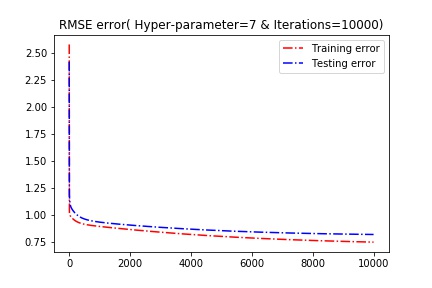 RMSE error( Hyper-parameter=7 & Iterations=10000)
Training error
Testing error
2.50
2.25
2.00
1.75
1.50
1.25
1.00
0.75
0 2000 4000 6000 8000 10000